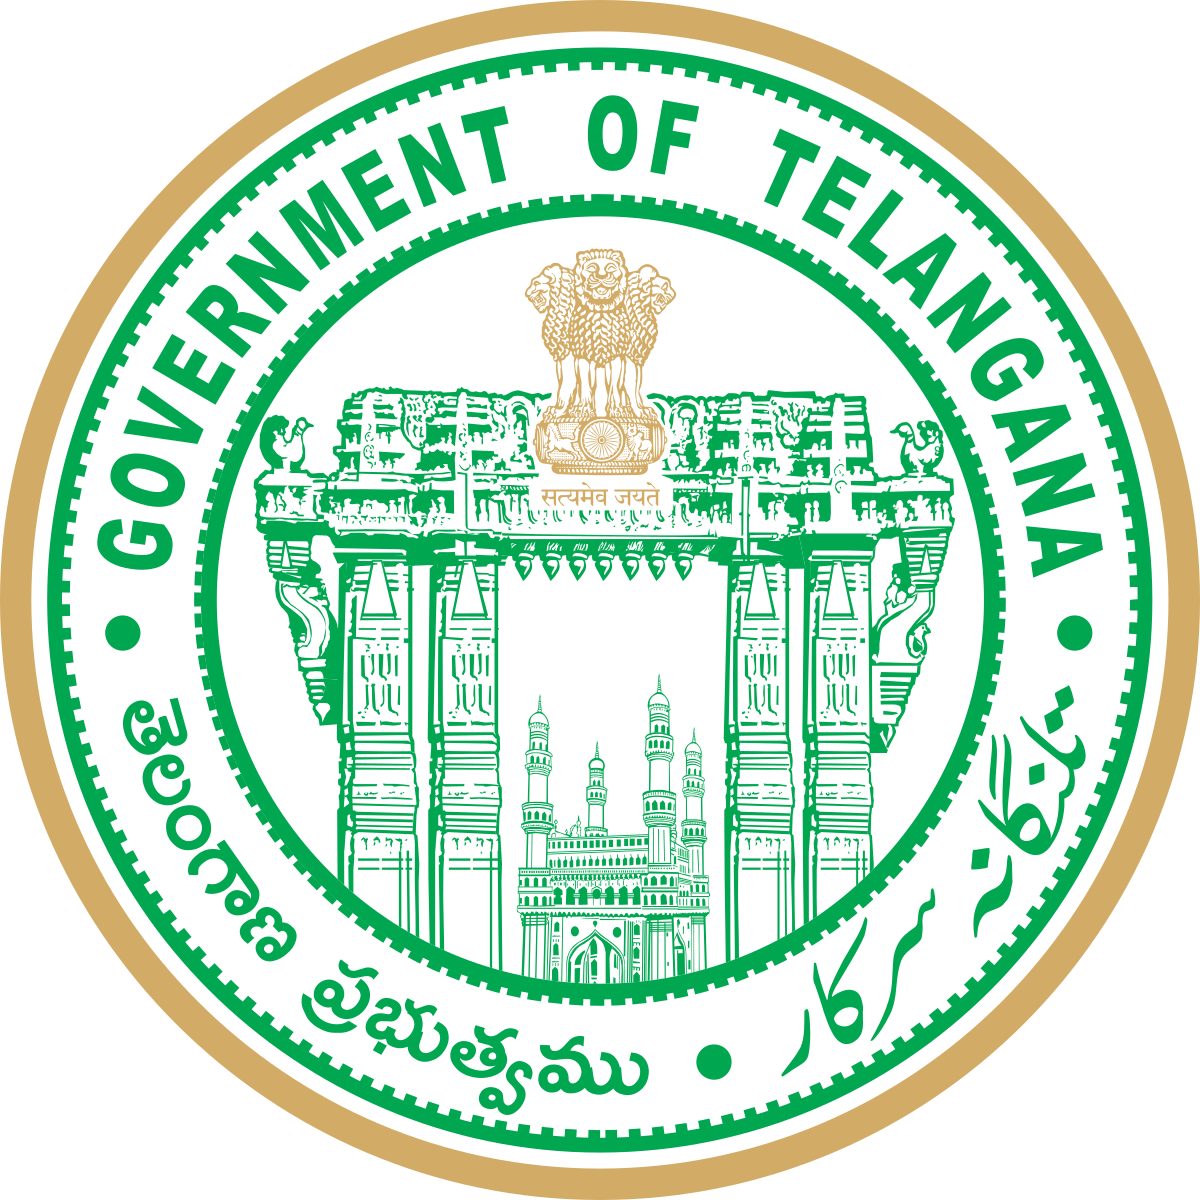 GOVERNMENT OF TELANGANA
सत्यमेव जयते
తెలంగాణ ప్రభుత్వము
تلنگانہ سرکار